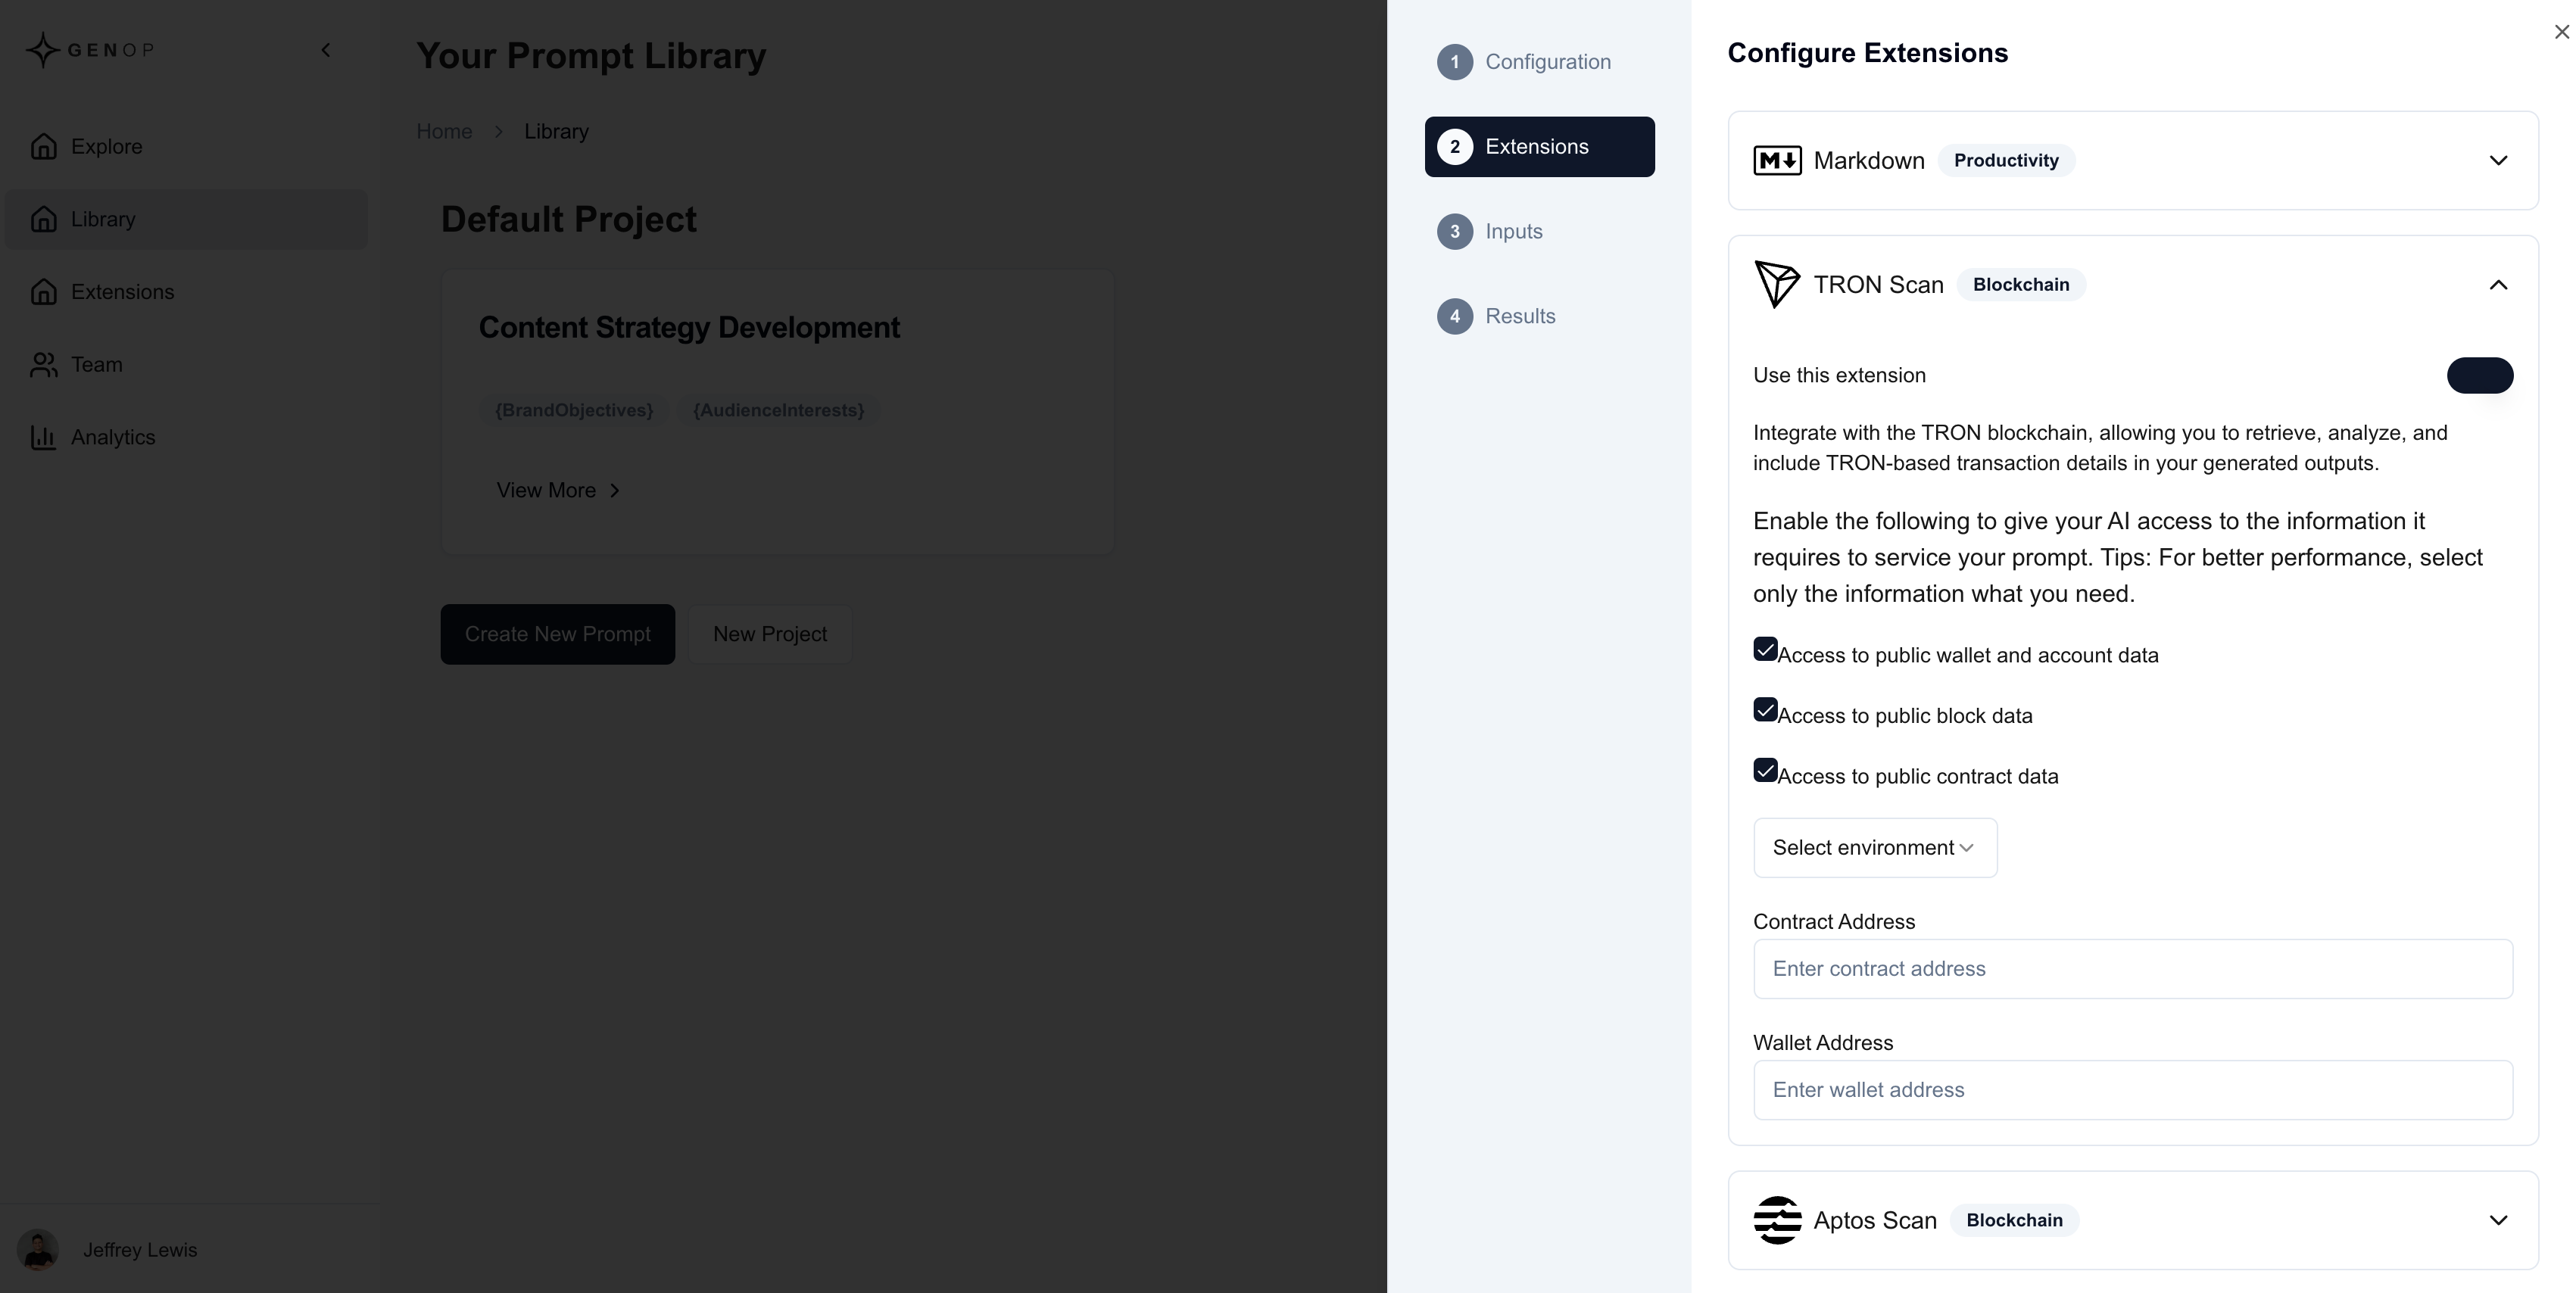 GENOP
Explore
Library
Extensions
Team
Analytics
Jeffrey Lewis
Your Prompt Library
Home > Library
Default Project
Content Strategy Development
{BrandObjectives} {AudienceInterests}
View More
Create New Prompt
New Project
1 Configuration
2 Extensions
3 Inputs
4 Results
Configure Extensions
Markdown Productivity
TRON Scan Blockchain
Use this extension
Integrate with the TRON blockchain, allowing you to retrieve, analyze, and
include TRON-based transaction details in your generated outputs.
Enable the following to give your AI access to the information it
requires to service your prompt. Tips: For better performance, select
only the information what you need.
Access to public wallet and account data
Access to public block data
Access to public contract data
Select environment
Contract Address
Enter contract address
Wallet Address
Enter wallet address
Aptos Scan Blockchain